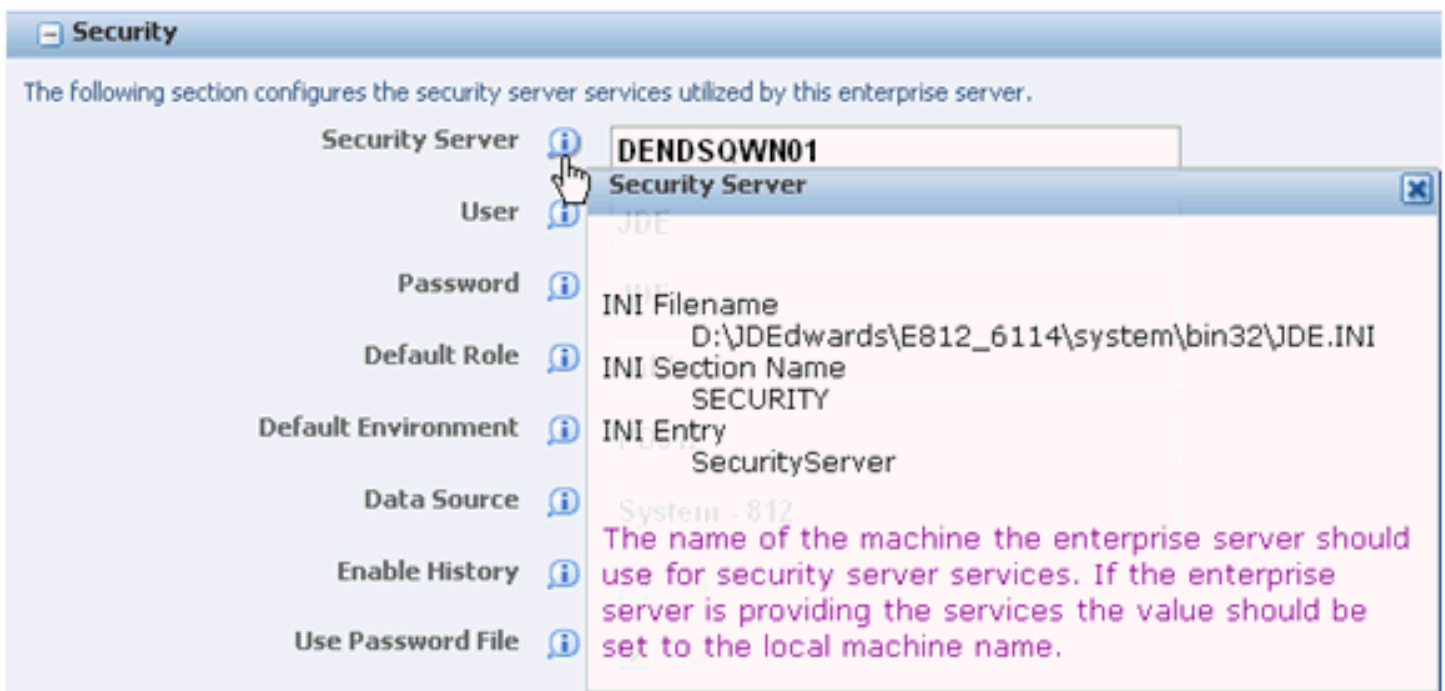 Security
The following section configures the security server services utilized by this enterprise server.
Security Server
DENDSQWN01
Security Server
User
JDE
Password
JDE
INI Filename
D:\JDEdwards\E812_6114\system\bin32\JDE.INI
Default Role
INI Section Name
SECURITY
Default Environment
INI Entry
SecurityServer
Data Source
System - 812
The name of the machine the enterprise server should
Enable History
use for security server services. If the enterprise
server is providing the services the value should be
Use Password File
set to the local machine name.